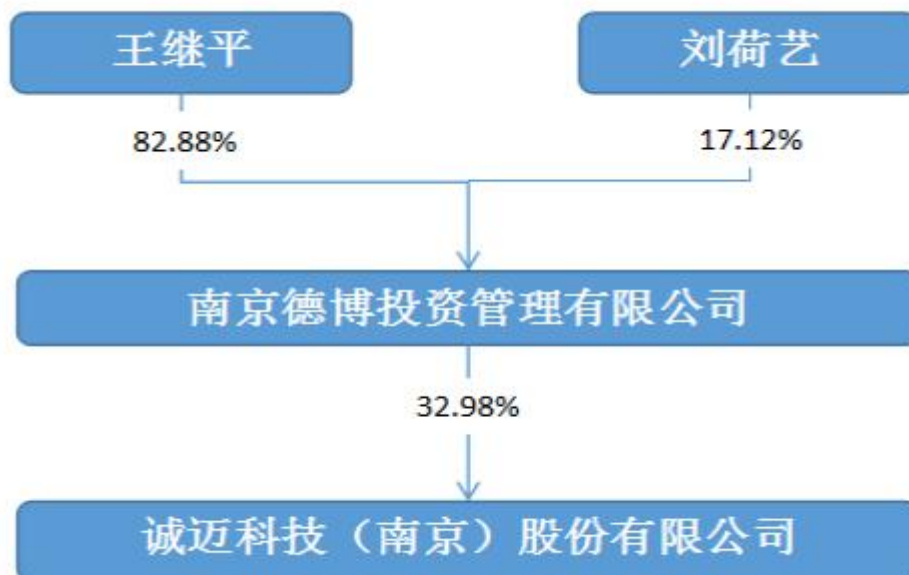 王继平
刘荷艺
82.88%
17.12%
南京德博投资管理有限公司
32.98%
诚迈科技（南京）股份有限公司